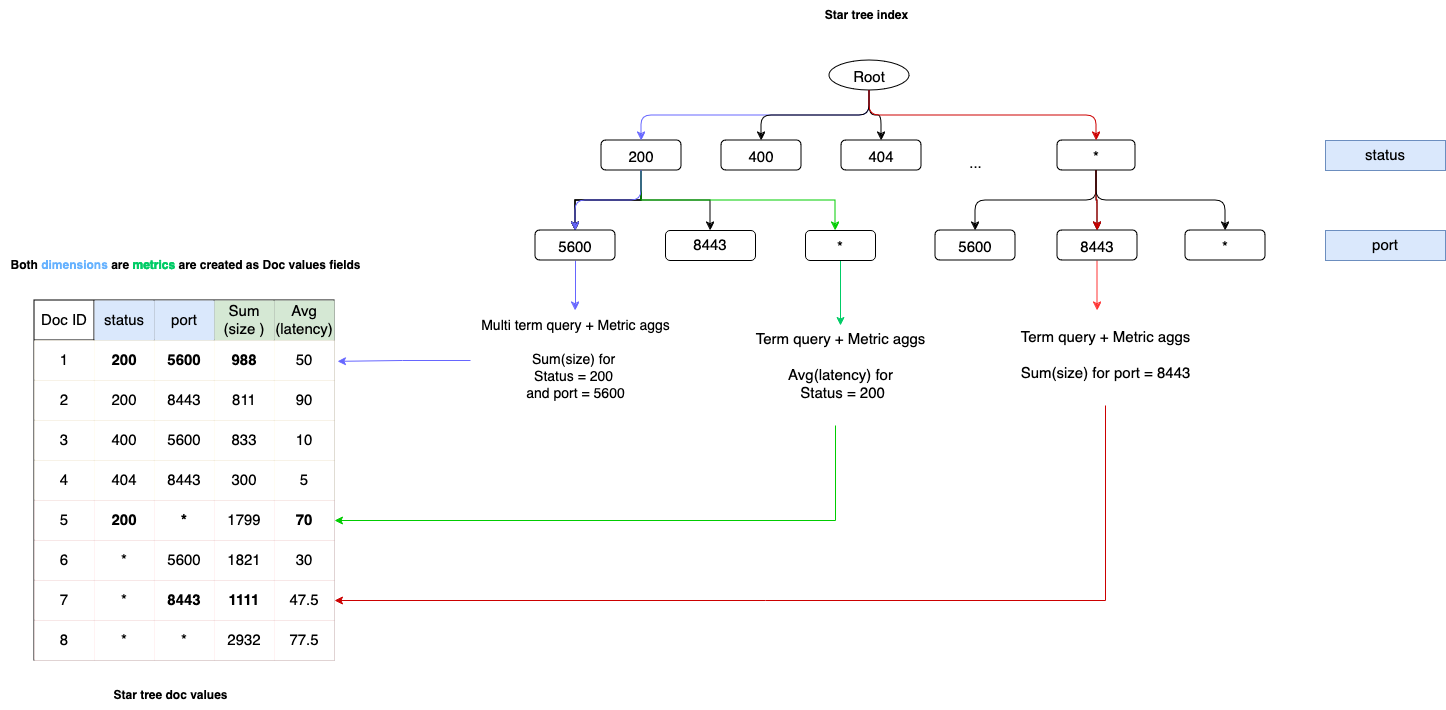 Star tree index
Root
200
400
404
...
*
status
5600
8443
*
5600
8443
*
port
Both dimensions are metrics are created as Doc values fields
Doc ID status port Sum (size ) Avg (latency)
1 200 5600 988 50
2 200 8443 811 90
3 400 5600 833 10
4 404 8443 300 5
5 200 * 1799 70
6 * 5600 1821 30
7 * 8443 1111 47.5
8 * * 2932 77.5
Star tree doc values
Multi term query + Metric aggs
Sum(size) for
Status = 200
and port = 5600
Term query + Metric aggs
Avg(latency) for
Status = 200
Term query + Metric aggs
Sum(size) for port = 8443